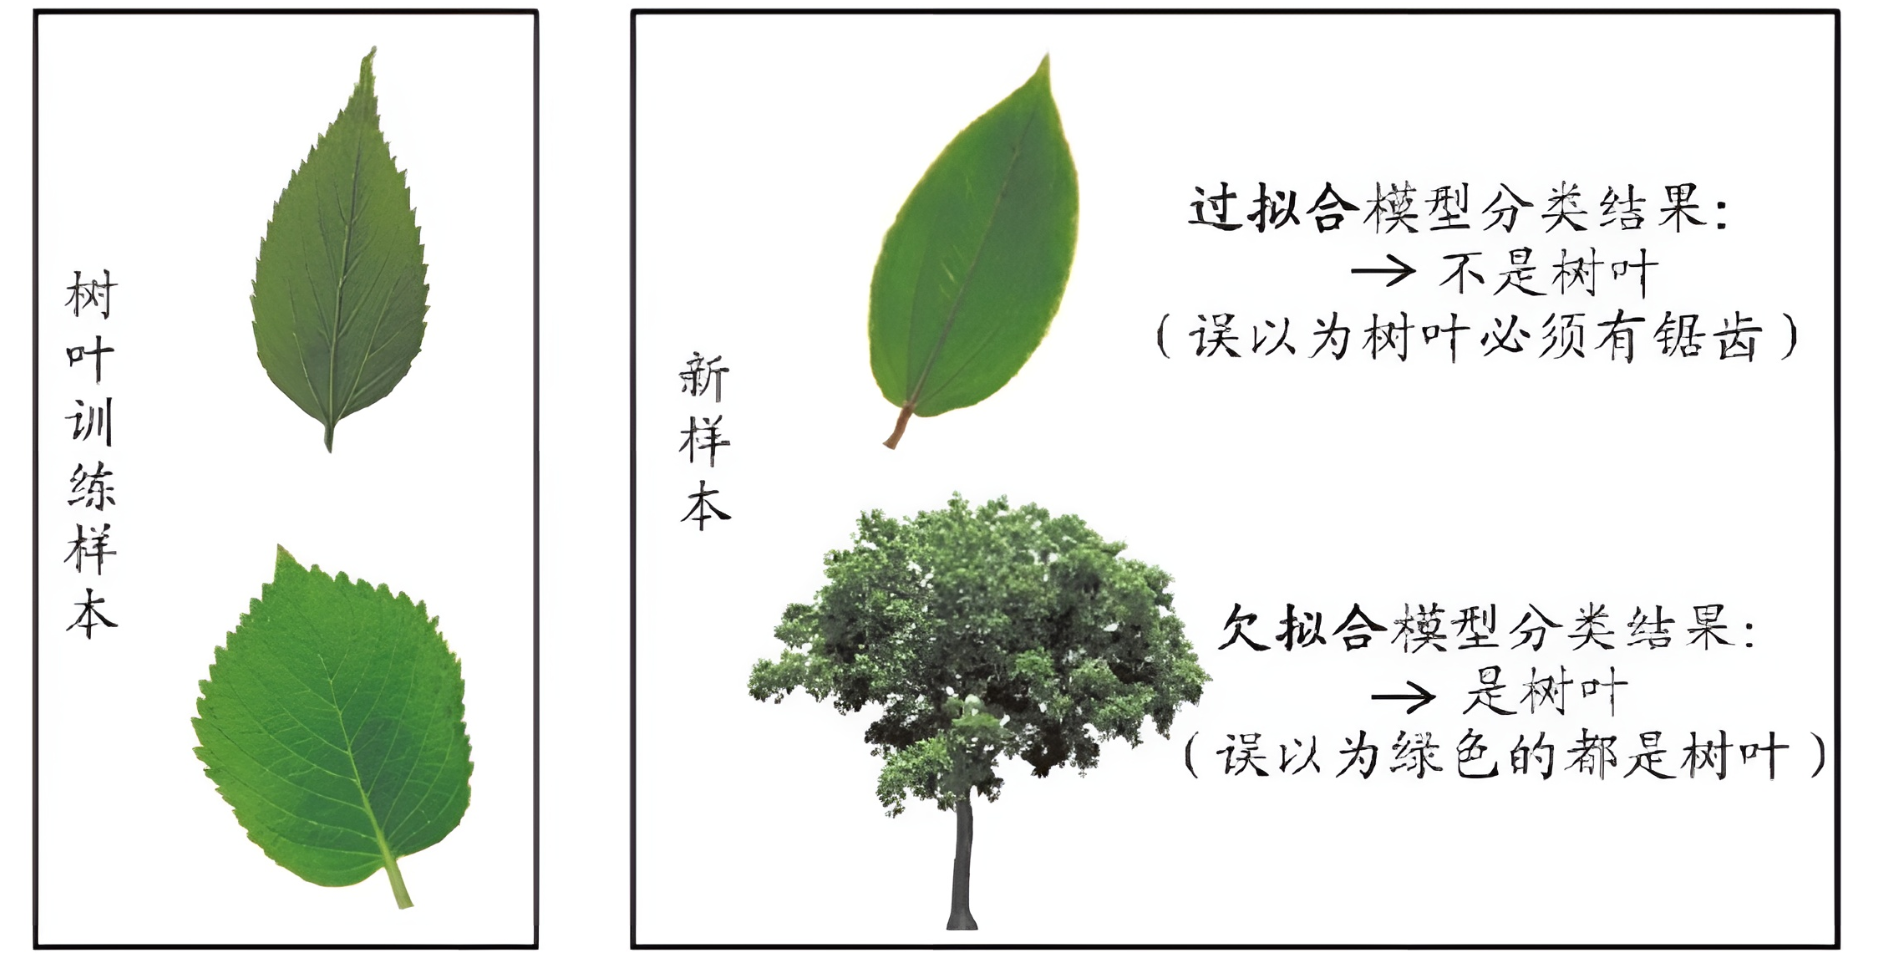 树叶训练样本
新样本
过拟合模型分类结果:
→ 不是树叶
(误以为树叶必须有锯齿)
欠拟合模型分类结果:
→ 是树叶
(误以为绿色的都是树叶)